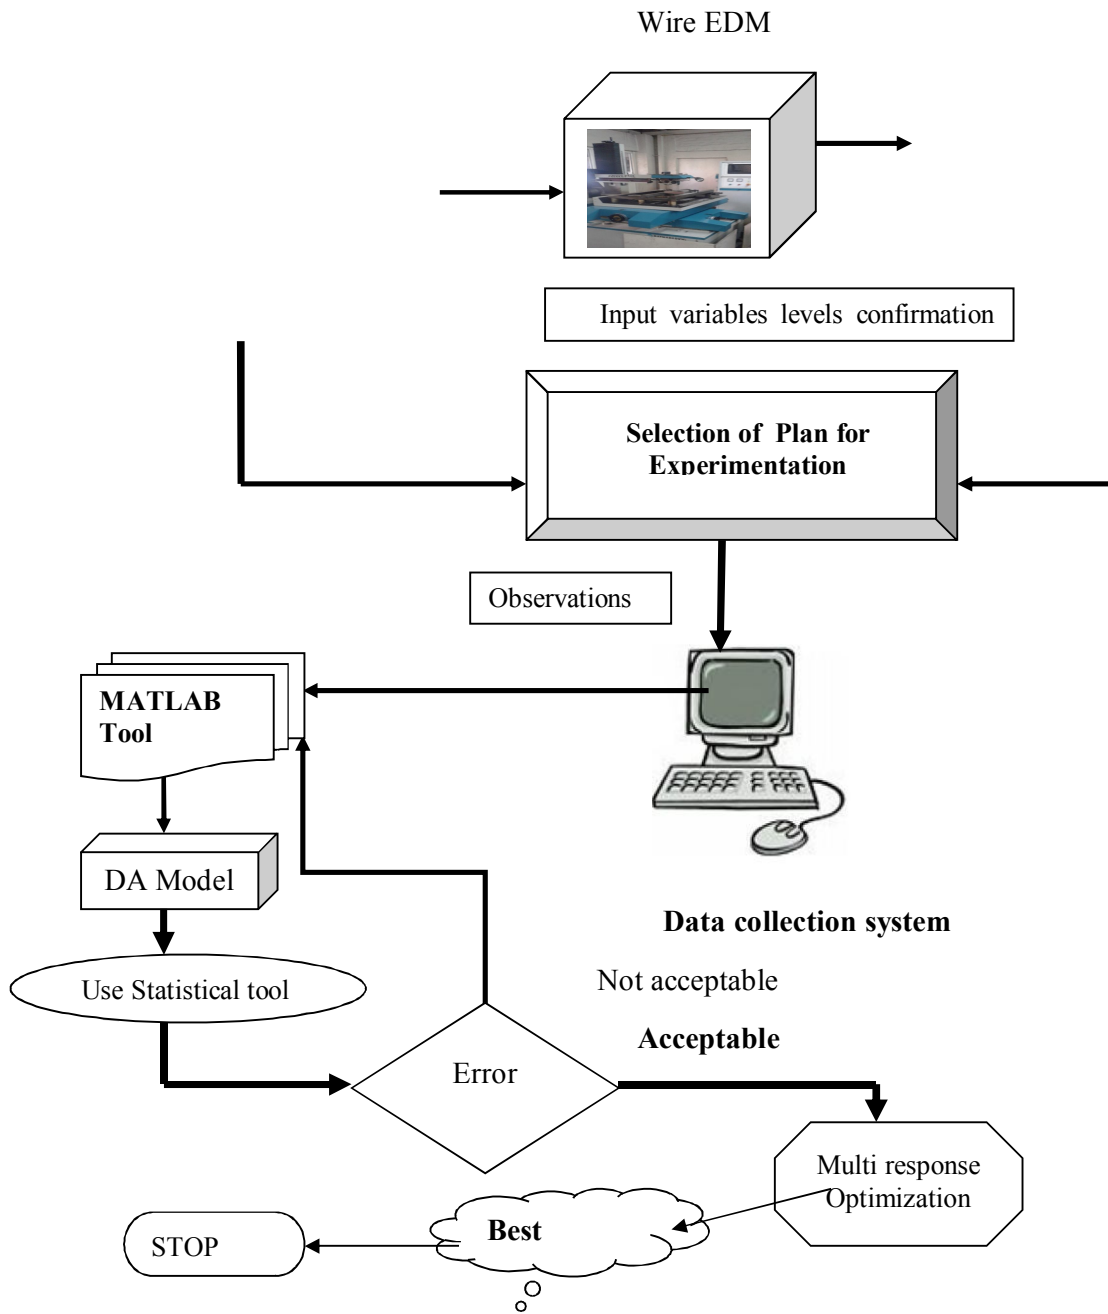 Wire EDM
Input variables levels confirmation
Selection of Plan for
Experimentation
Observations
MATLAB
Tool
DA Model
Data collection system
Use Statistical tool
Not acceptable
Acceptable
Error
Multi response
Optimization
Best
STOP